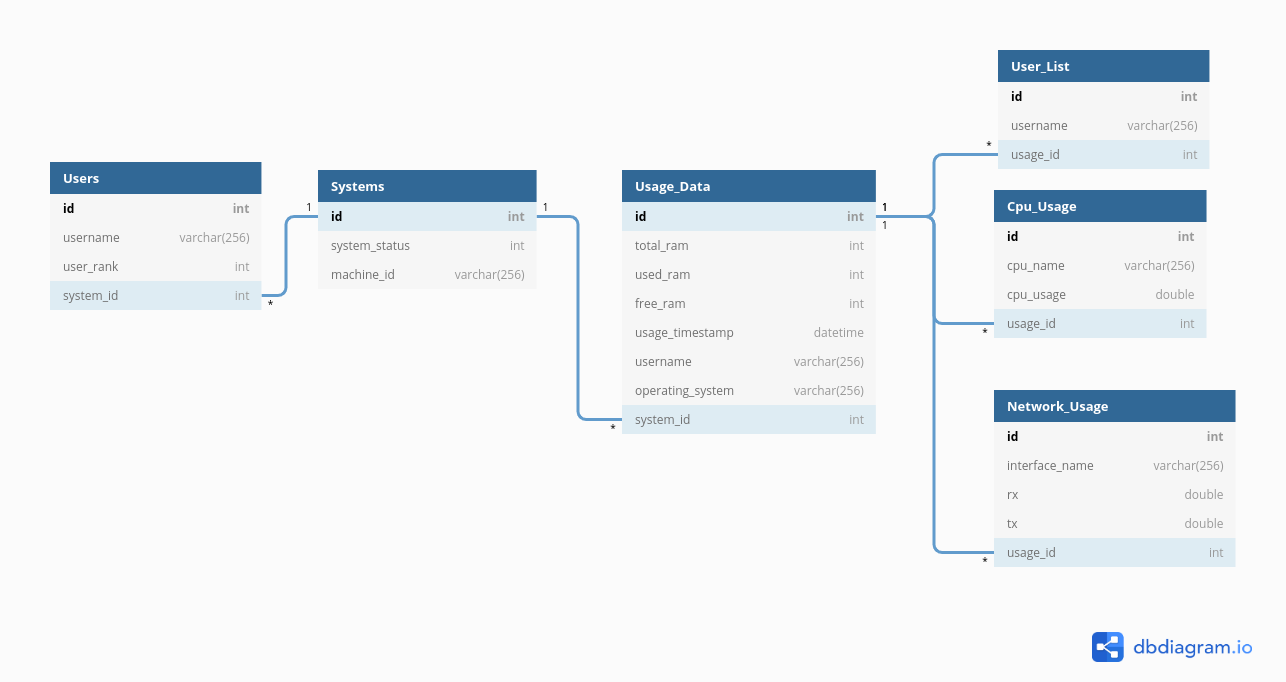 Users
id int
username varchar(256)
user_rank int
system_id int
*
1
Systems
id int
system_status int
machine_id varchar(256)
1
*
Usage_Data
id int
total_ram int
used_ram int
free_ram int
usage_timestamp datetime
username varchar(256)
operating_system varchar(256)
system_id int
1
1
*
User_List
id int
username varchar(256)
usage_id int
Cpu_Usage
id int
cpu_name varchar(256)
cpu_usage double
usage_id int
*
Network_Usage
id int
interface_name varchar(256)
rx double
tx double
usage_id int
*
dbdiagram.io